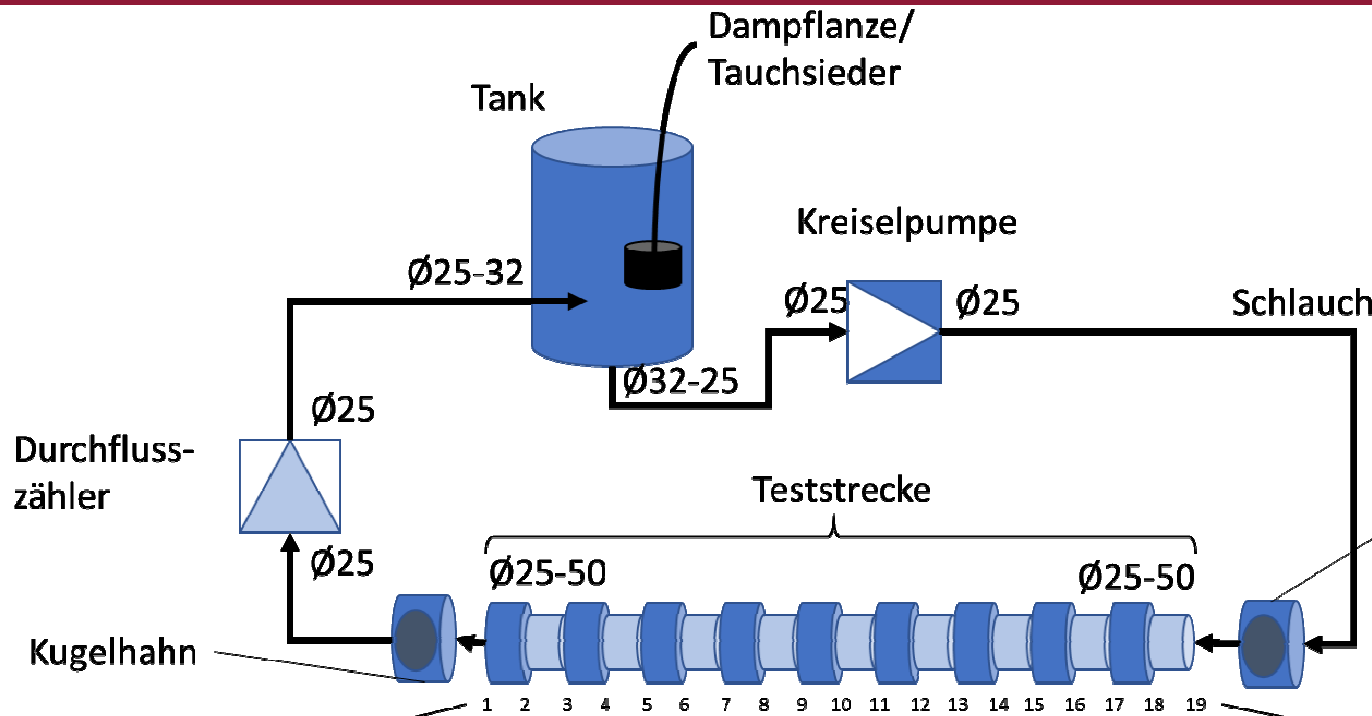 Dampflanze/
Tauchsieder
Tank
Kreiselpumpe
Ø25-32
Ø25
Ø25
Schlauch
Ø32-25
Ø25
Durchfluss-
zähler
Teststrecke
Ø25
Ø25-50
Ø25-50
Kugelhahn
1 2 3 4 5 6 7 8 9 10 11 12 13 14 15 16 17 18 19